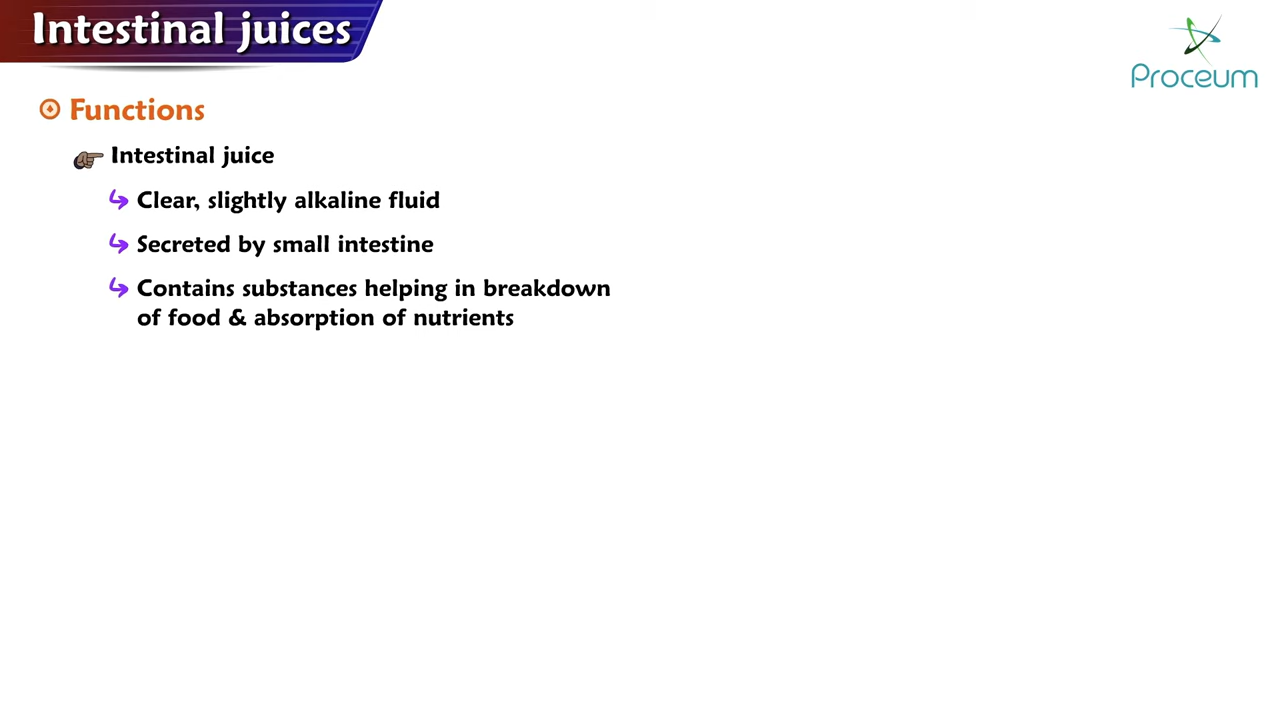 Intestinal juices
Proceum
Functions
Intestinal juice
Clear, slightly alkaline fluid
Secreted by small intestine
Contains substances helping in breakdown
of food & absorption of nutrients